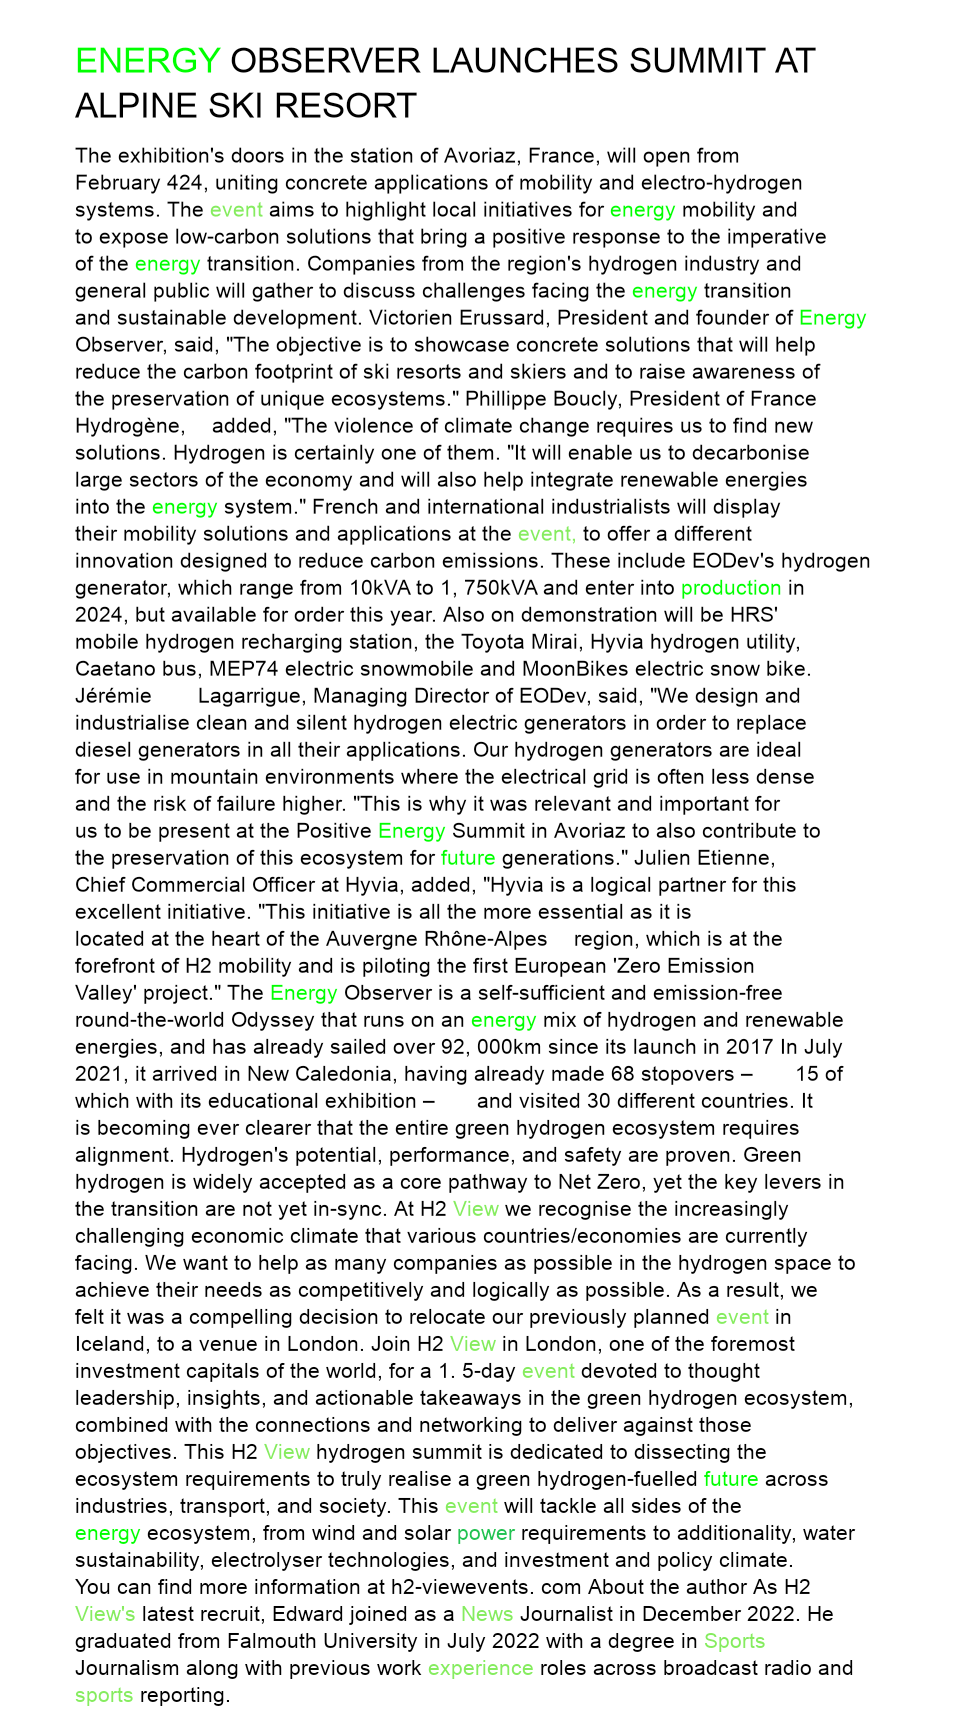 ENERGY OBSERVER LAUNCHES SUMMIT AT
ALPINE SKI RESORT
The exhibition's doors in the station of Avoriaz, France, will open from
February 424, uniting concrete applications of mobility and electro-hydrogen
systems. The event aims to highlight local initiatives for energy mobility and
to expose low-carbon solutions that bring a positive response to the imperative
of the energy transition. Companies from the region's hydrogen industry and
general public will gather to discuss challenges facing the energy transition
and sustainable development. Victorien Erussard, President and founder of Energy
Observer, said, "The objective is to showcase concrete solutions that will help
reduce the carbon footprint of ski resorts and skiers and to raise awareness of
the preservation of unique ecosystems." Phillippe Boucly, President of France
Hydrogène, added, "The violence of climate change requires us to find new
solutions. Hydrogen is certainly one of them. "It will enable us to decarbonise
large sectors of the economy and will also help integrate renewable energies
into the energy system." French and international industrialists will display
their mobility solutions and applications at the event, to offer a different
innovation designed to reduce carbon emissions. These include EODev's hydrogen
generator, which range from 10kVA to 1, 750kVA and enter into production in
2024, but available for order this year. Also on demonstration will be HRS'
mobile hydrogen recharging station, the Toyota Mirai, Hyvia hydrogen utility,
Caetano bus, MEP74 electric snowmobile and MoonBikes electric snow bike.
Jérémie Lagarrigue, Managing Director of EODev, said, "We design and
industrialise clean and silent hydrogen electric generators in order to replace
diesel generators in all their applications. Our hydrogen generators are ideal
for use in mountain environments where the electrical grid is often less dense
and the risk of failure higher. "This is why it was relevant and important for
us to be present at the Positive Energy Summit in Avoriaz to also contribute to
the preservation of this ecosystem for future generations." Julien Etienne,
Chief Commercial Officer at Hyvia, added, "Hyvia is a logical partner for this
excellent initiative. "This initiative is all the more essential as it is
located at the heart of the Auvergne Rhône-Alpes region, which is at the
forefront of H2 mobility and is piloting the first European 'Zero Emission
Valley' project." The Energy Observer is a self-sufficient and emission-free
round-the-world Odyssey that runs on an energy mix of hydrogen and renewable
energies, and has already sailed over 92, 000km since its launch in 2017 In July
2021, it arrived in New Caledonia, having already made 68 stopovers – 15 of
which with its educational exhibition – and visited 30 different countries. It
is becoming ever clearer that the entire green hydrogen ecosystem requires
alignment. Hydrogen's potential, performance, and safety are proven. Green
hydrogen is widely accepted as a core pathway to Net Zero, yet the key levers in
the transition are not yet in-sync. At H2 View we recognise the increasingly
challenging economic climate that various countries/economies are currently
facing. We want to help as many companies as possible in the hydrogen space to
achieve their needs as competitively and logically as possible. As a result, we
felt it was a compelling decision to relocate our previously planned event in
Iceland, to a venue in London. Join H2 View in London, one of the foremost
investment capitals of the world, for a 1. 5-day event devoted to thought
leadership, insights, and actionable takeaways in the green hydrogen ecosystem,
combined with the connections and networking to deliver against those
objectives. This H2 View hydrogen summit is dedicated to dissecting the
ecosystem requirements to truly realise a green hydrogen-fuelled future across
industries, transport, and society. This event will tackle all sides of the
energy ecosystem, from wind and solar power requirements to additionality, water
sustainability, electrolyser technologies, and investment and policy climate.
You can find more information at h2-viewevents. com About the author As H2
View's latest recruit, Edward joined as a News Journalist in December 2022. He
graduated from Falmouth University in July 2022 with a degree in Sports
Journalism along with previous work experience roles across broadcast radio and
sports reporting.